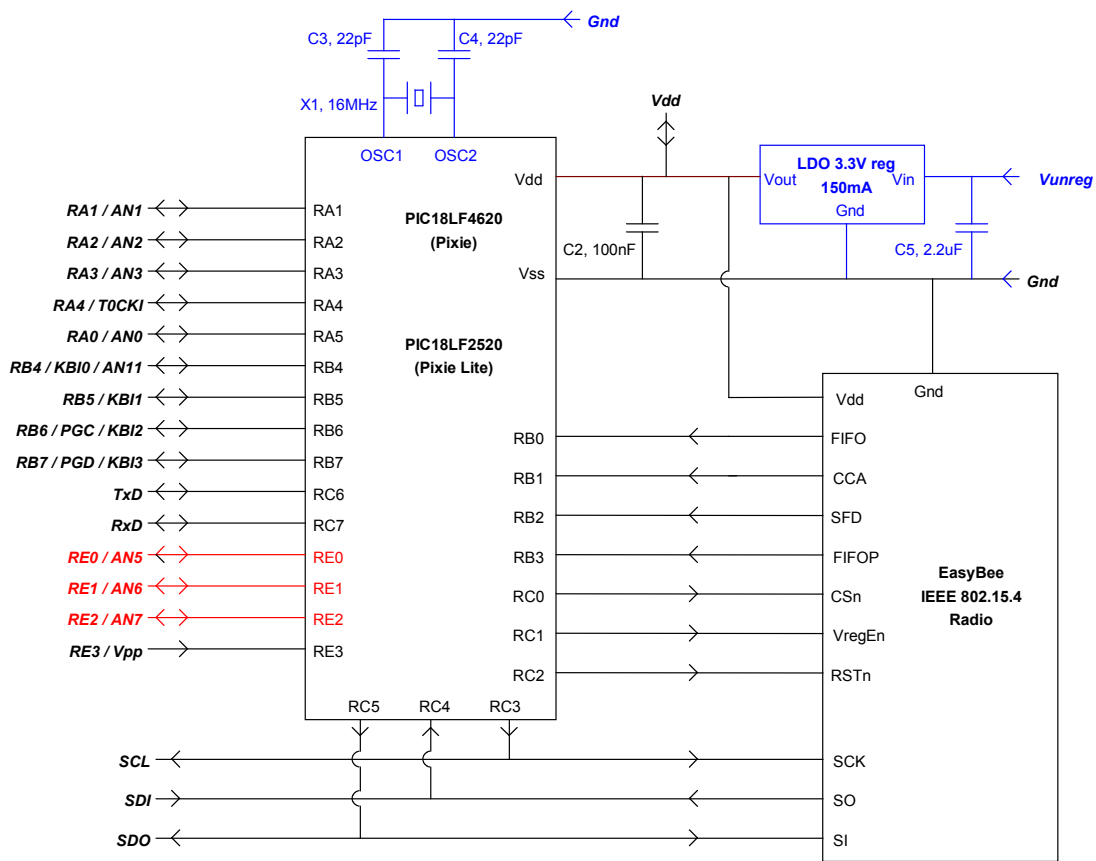 Gnd
C3, 22pF
C4, 22pF
X1, 16MHz
OSC1
OSC2
Vdd
LDO 3.3V reg
150mA
Vout
Vin
Gnd
Vunreg
Vdd
PIC18LF4620
(Pixie)
C2, 100nF
C5, 2.2uF
Vss
Gnd
PIC18LF2520
(Pixie Lite)
RA1 / AN1
RA1
RA2 / AN2
RA2
RA3 / AN3
RA3
RA4 / T0CKI
RA4
RA0 / AN0
RA5
RB4 / KBI0 / AN11
RB4
RB5 / KBI1
RB5
RB6 / PGC / KBI2
RB6
RB7 / PGD / KBI3
RB7
TxD
RC6
RxD
RC7
RE0 / AN5
RE0
RE1 / AN6
RE1
RE2 / AN7
RE2
RE3 / Vpp
RE3
RB0
RB1
RB2
RB3
RC0
RC1
RC2
Gnd
Vdd
FIFO
CCA
SFD
FIFOP
CSn
VregEn
RSTn
EasyBee
IEEE 802.15.4
Radio
RC5
RC4
RC3
SCL
SCK
SDI
SO
SDO
SI